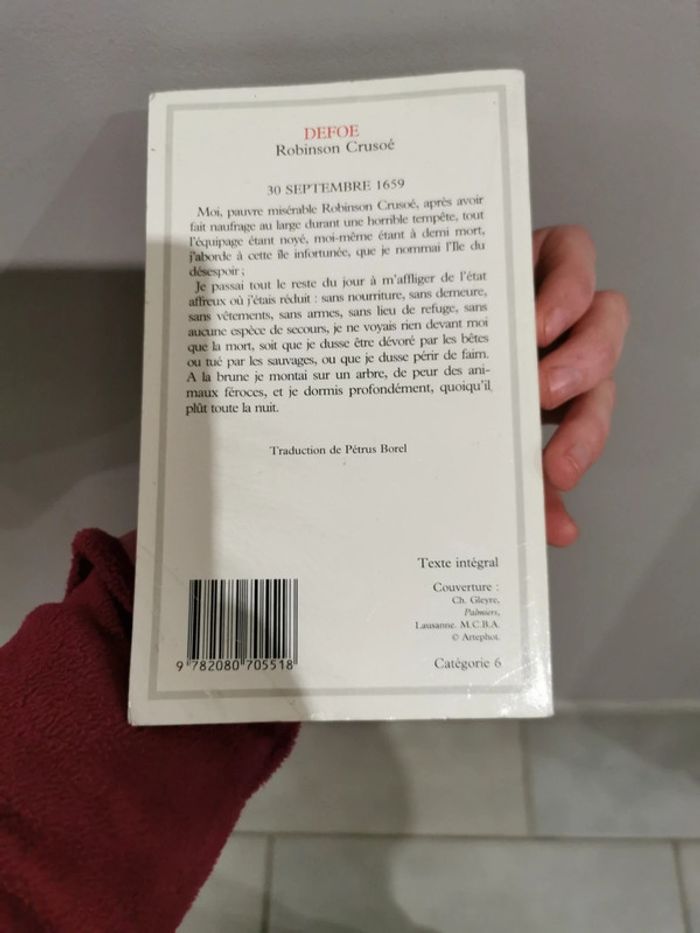 DEFOE
Robinson Crusoé
30 SEPTEMBRE 1659
Moi, pauvre misérable Robinson Crusoé, après avoir
fait naufrage au large durant une horrible tempête, tout
l'équipage étant noyé, moi-même étant à demi mort,
j'aborde à cette île infortunée, que je nommai l'Ile du
désespoir ;
Je passai tout le reste du jour à m'affliger de l'état
affreux où j'étais réduit : sans nourriture, sans demeure,
sans vêtements, sans armes, sans lieu de refuge, sans
aucune espèce de secours, je ne voyais rien devant moi
que la mort, soit que je dusse être dévoré par les bêtes
ou tué par les sauvages, ou que je dusse périr de faim.
A la brune je montai sur un arbre, de peur des ani-
maux féroces, et je dormis profondément, quoiqu'il
plût toute la nuit.
Traduction de Pétrus Borel
Texte intégral
Couverture :
Ch. Gleyre,
Palmiers,
Lausanne. M.C.B.A.
© Artephot.
Catégorie 6
9 782080 705518